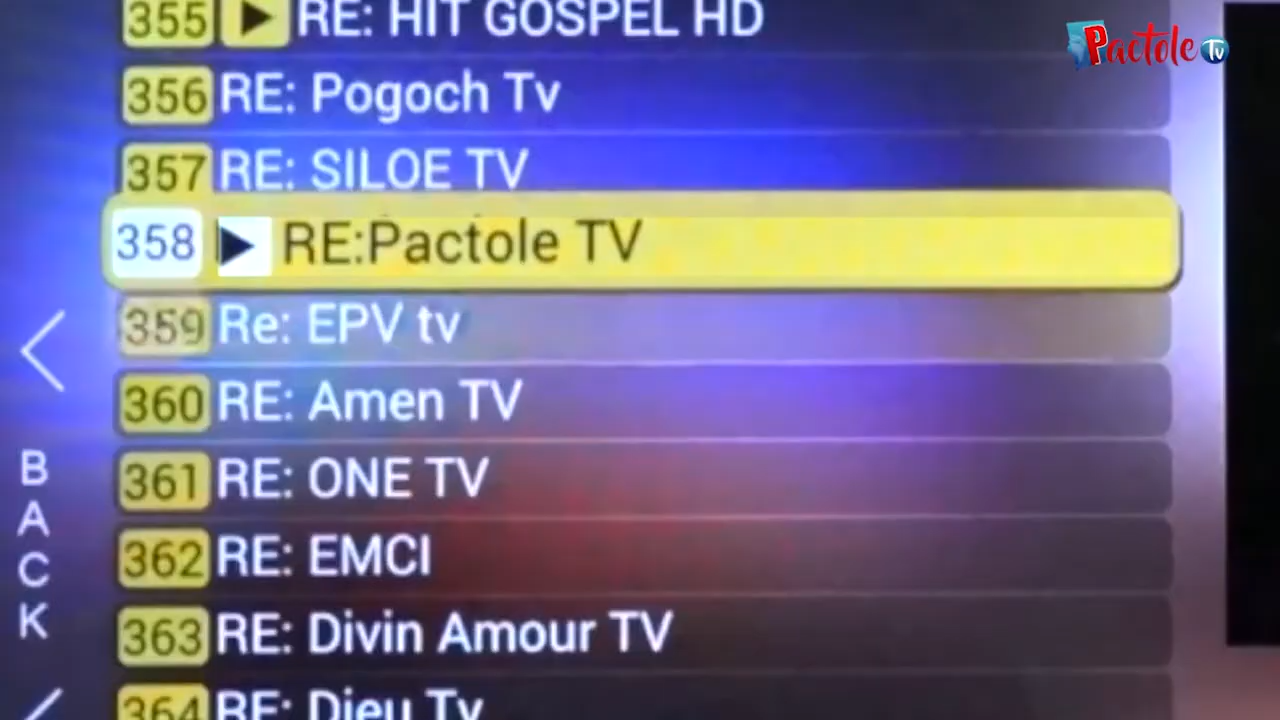 355 RE: HIT GOSPEL HD
Pactole Tv
356 RE: Pogoch Tv
357 RE: SILOE TV
358 RE:Pactole TV
359 Re: EPV tv
360 RE: Amen TV
361 RE: ONE TV
362 RE: EMCI
363 RE: Divin Amour TV
364 RE: Dieu Tv
BACK